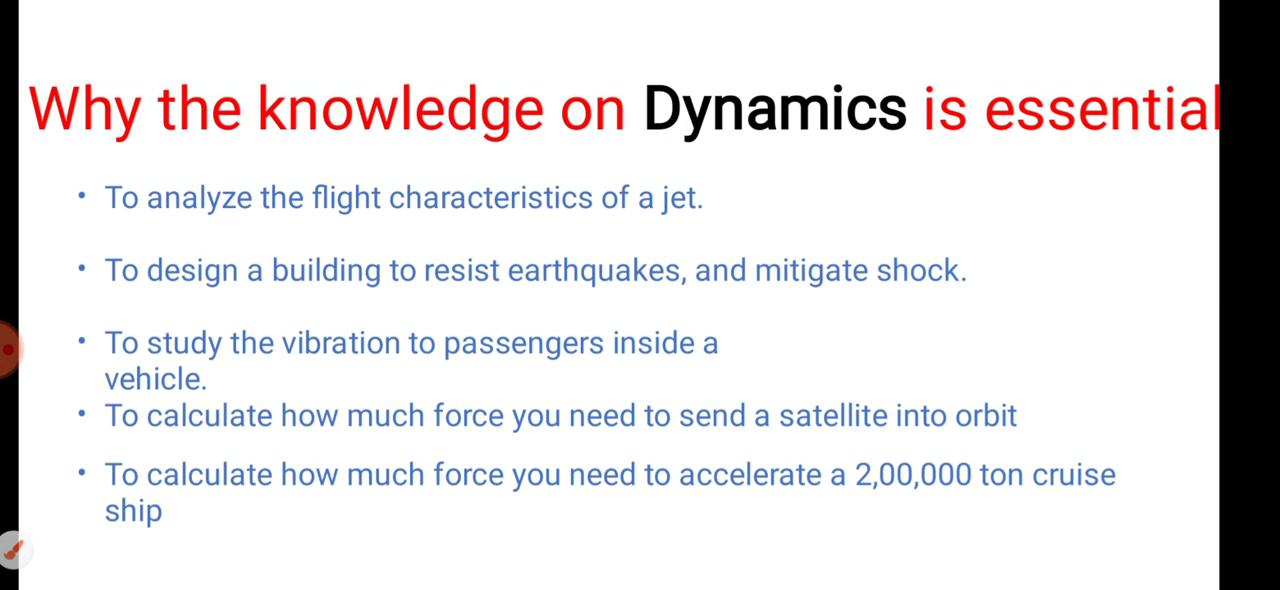 Why the knowledge on Dynamics is essential
• To analyze the flight characteristics of a jet.
• To design a building to resist earthquakes, and mitigate shock.
• To study the vibration to passengers inside a
vehicle.
• To calculate how much force you need to send a satellite into orbit
• To calculate how much force you need to accelerate a 2,00,000 ton cruise
ship